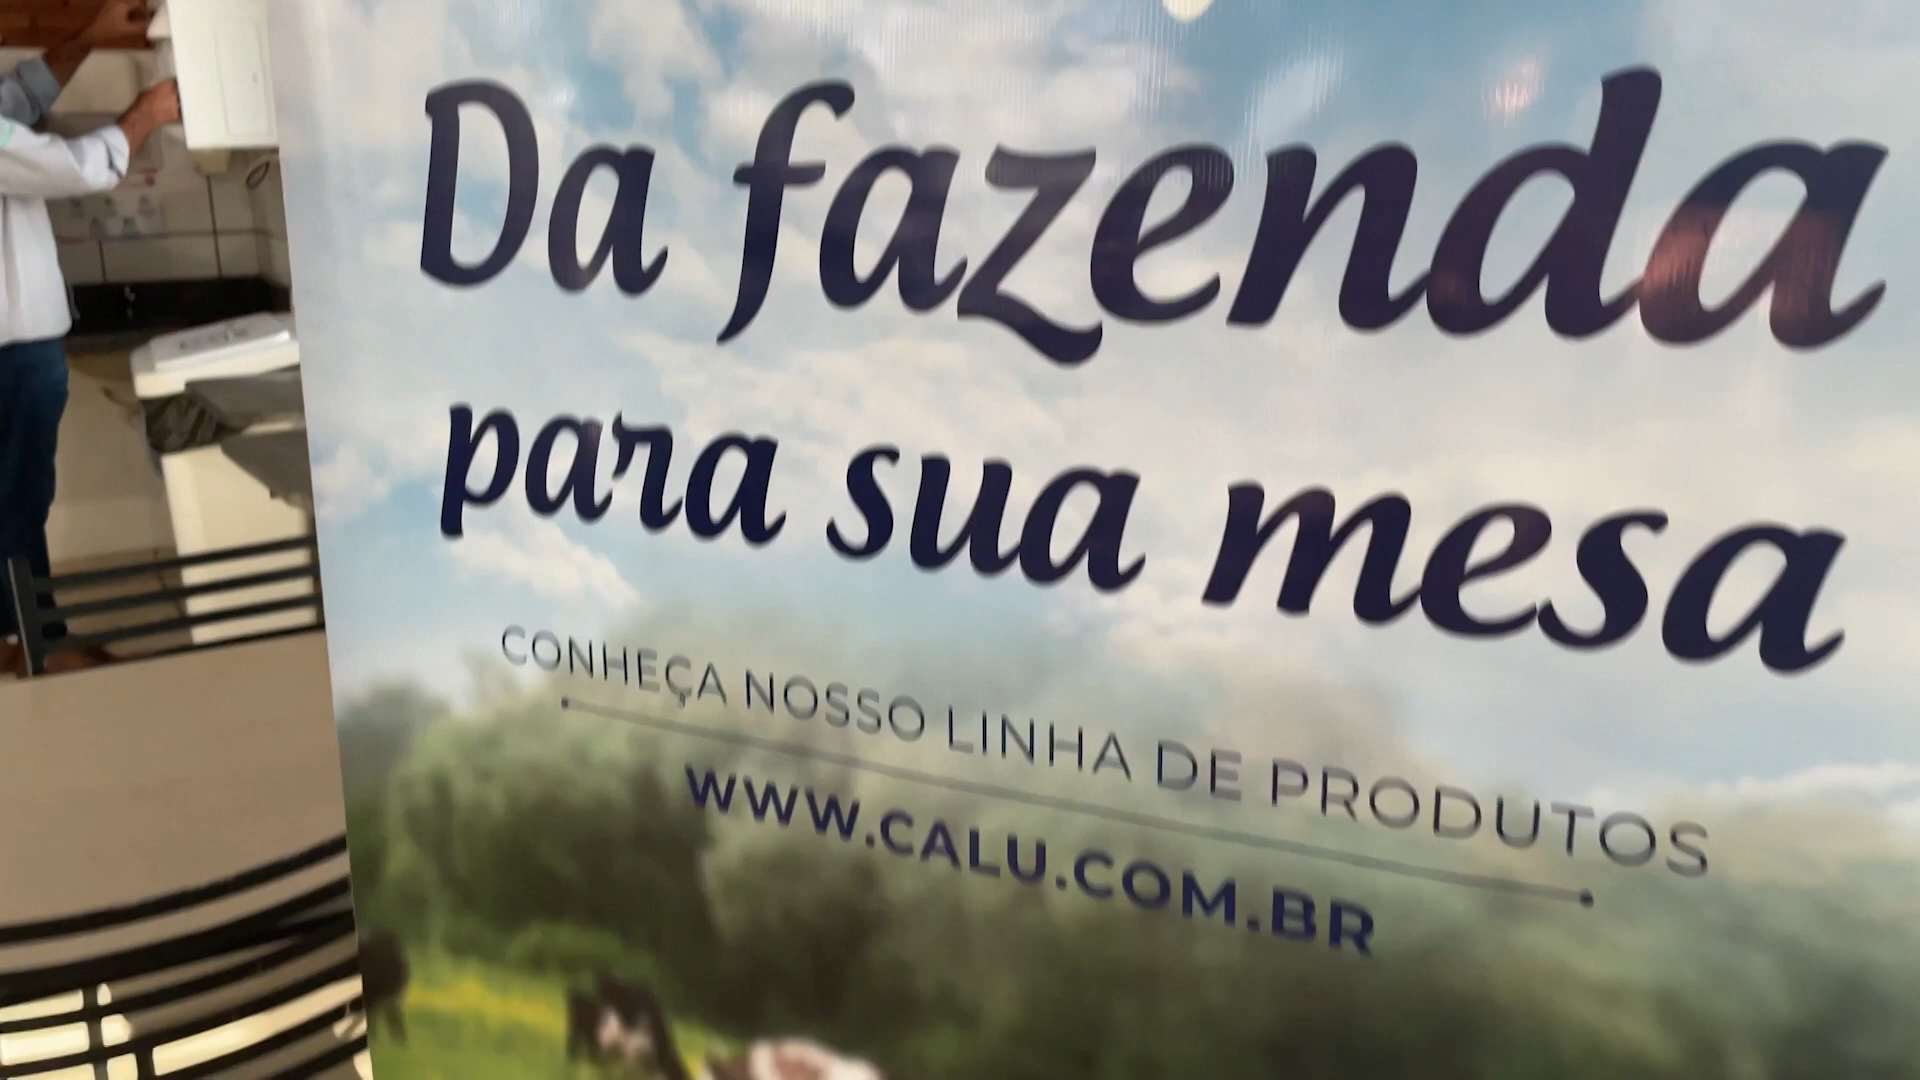 Da fazenda
para sua mesa
CONHEÇA NOSSO LINHA DE PRODUTOS
WWW.CALU.COM.BR